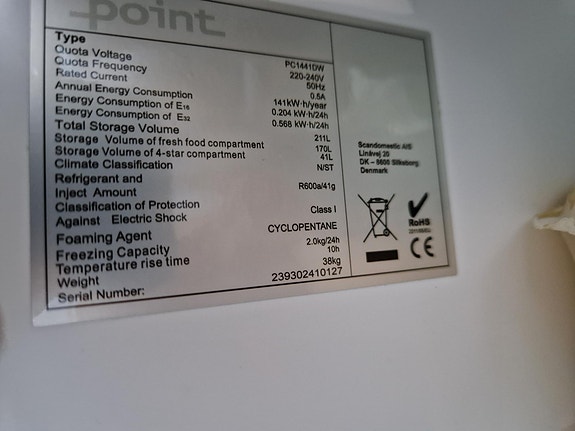 point
Type PC1441DW
Quota Voltage 220-240V
Quota Frequency 50Hz
Rated Current 0.5A
Annual Energy Consumption 141kW·h/year
Energy Consumption of E16 0.204 kW·h/24h
Energy Consumption of E32 0.568 kW·h/24h
Total Storage Volume 211L
Storage Volume of fresh food compartment 170L
Storage Volume of 4-star compartment 41L
Climate Classification N/ST
Refrigerant and
Inject Amount R600a/41g
Classification of Protection
Against Electric Shock Class I
Foaming Agent CYCLOPENTANE
Freezing Capacity 2.0kg/24h
Temperature rise time 10h
Weight 38kg
Serial Number: 239302410127
Scandomestic A/S
Linåvej 20
DK – 8600 Silkeborg
Denmark
RoHS
CE